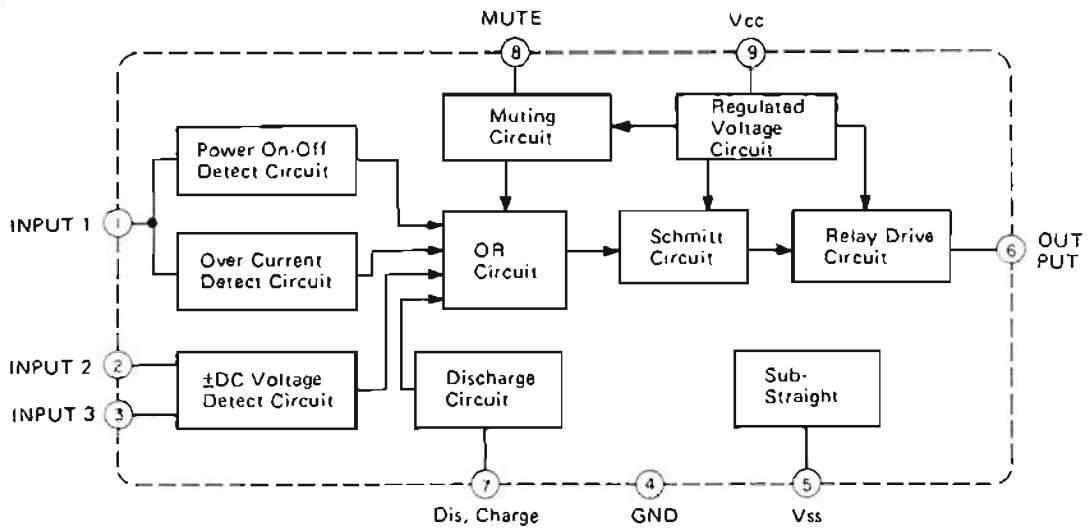 MUTE
Vcc
8
9
Muting
Circuit
Regulated
Voltage
Circuit
Power On-Off
Detect Circuit
INPUT 1
1
Over Current
Detect Circuit
OR
Circuit
Schmitt
Circuit
Relay Drive
Circuit
6
OUT
PUT
INPUT 2
2
INPUT 3
3
±DC Voltage
Detect Circuit
Discharge
Circuit
Sub-
Straight
7
4
5
Dis, Charge
GND
Vss